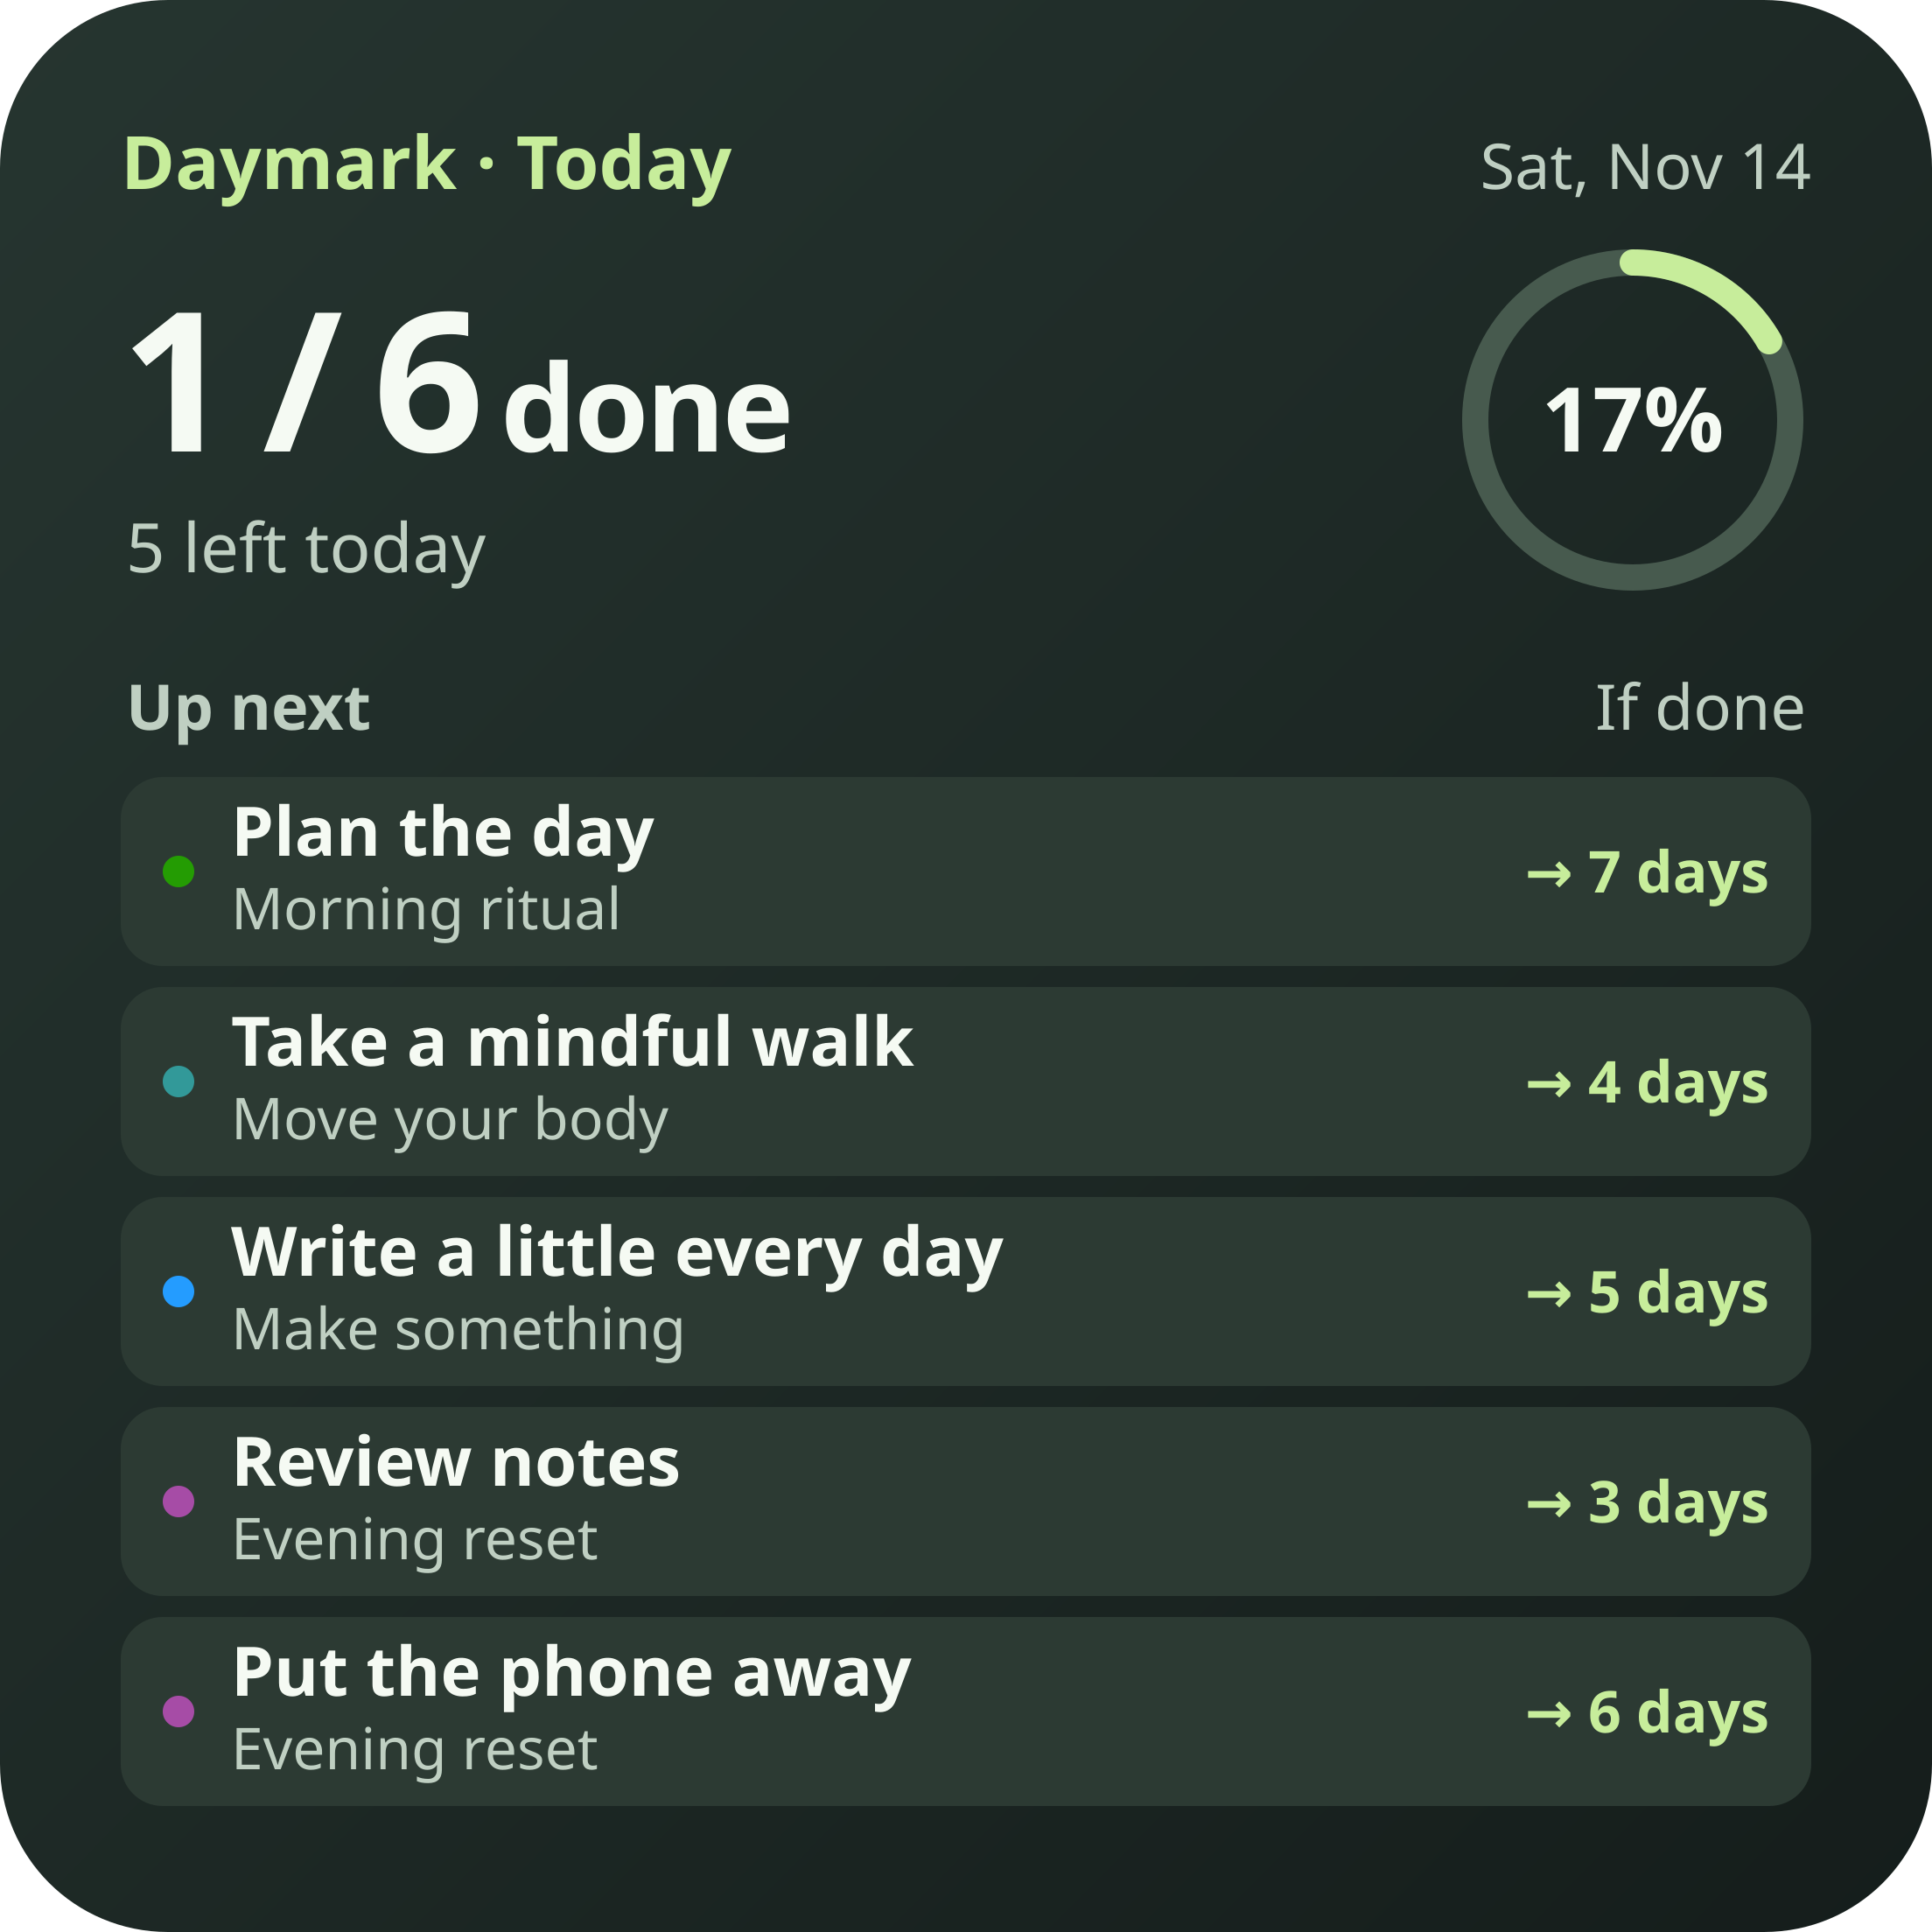 Daymark · Today
Sat, Nov 14
1 / 6 done
17%
5 left today
Up next
If done
Plan the day
Morning ritual
→ 7 days
Take a mindful walk
Move your body
→ 4 days
Write a little every day
Make something
→ 5 days
Review notes
Evening reset
→ 3 days
Put the phone away
Evening reset
→ 6 days